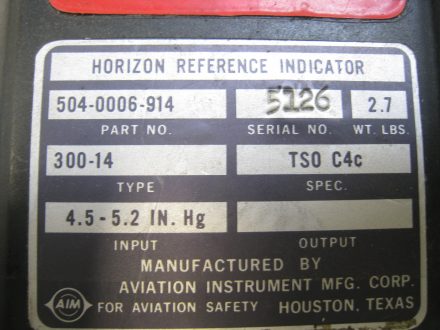 HORIZON REFERENCE INDICATOR
504-0006-914 5126 2.7
PART NO. SERIAL NO. WT. LBS.
300-14 TSO C4c
TYPE SPEC.
4.5 - 5.2 IN. Hg
INPUT OUTPUT
MANUFACTURED BY
AVIATION INSTRUMENT MFG. CORP.
AIM FOR AVIATION SAFETY HOUSTON, TEXAS